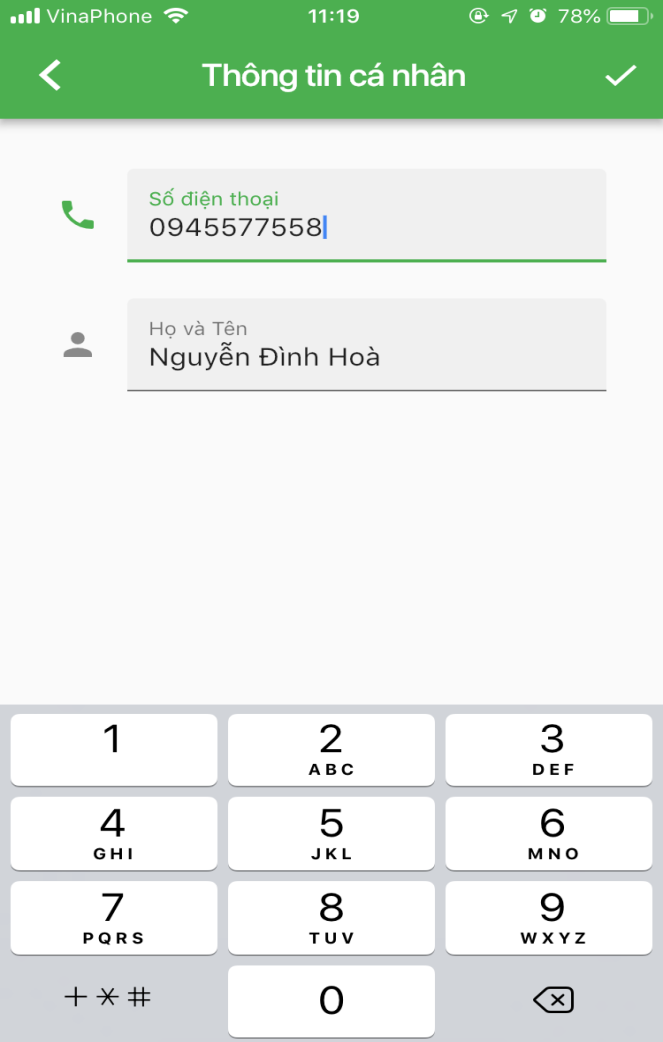 VinaPhone 11:19 78%
Thông tin cá nhân
Số điện thoại
0945577558
Họ và Tên
Nguyễn Đình Hoà
1 2 3
ABC DEF
4 5 6
GHI JKL MNO
7 8 9
PQRS TUV WXYZ
+*# 0